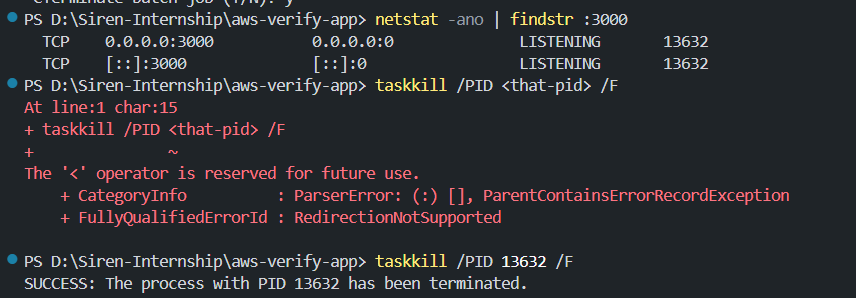 PS D:\Siren-Internship\aws-verify-app> netstat -ano | findstr :3000
TCP 0.0.0.0:3000 0.0.0.0:0 LISTENING 13632
TCP [::]:3000 [::]:0 LISTENING 13632
PS D:\Siren-Internship\aws-verify-app> taskkill /PID <that-pid> /F
At line:1 char:15
+ taskkill /PID <that-pid> /F
+ ~
The '<' operator is reserved for future use.
+ CategoryInfo : ParserError: (:) [], ParentContainsErrorRecordException
+ FullyQualifiedErrorId : RedirectionNotSupported
PS D:\Siren-Internship\aws-verify-app> taskkill /PID 13632 /F
SUCCESS: The process with PID 13632 has been terminated.